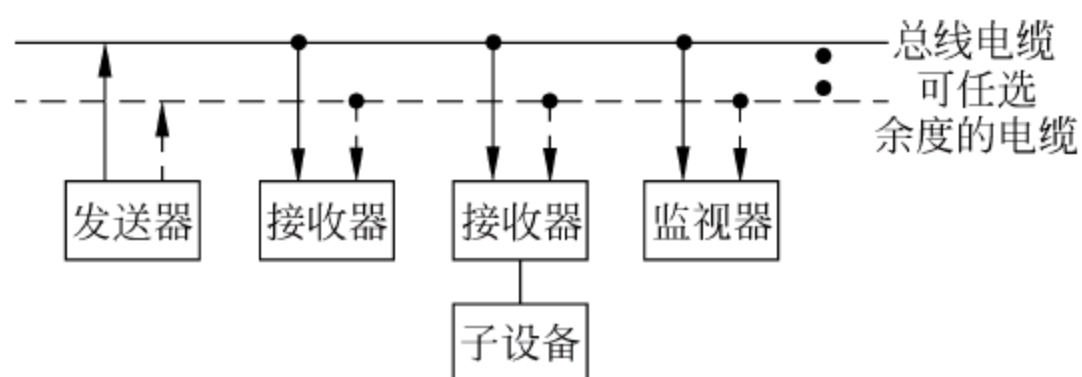 总线电缆
可任选
余度的电缆
发送器
接收器
接收器
监视器
子设备